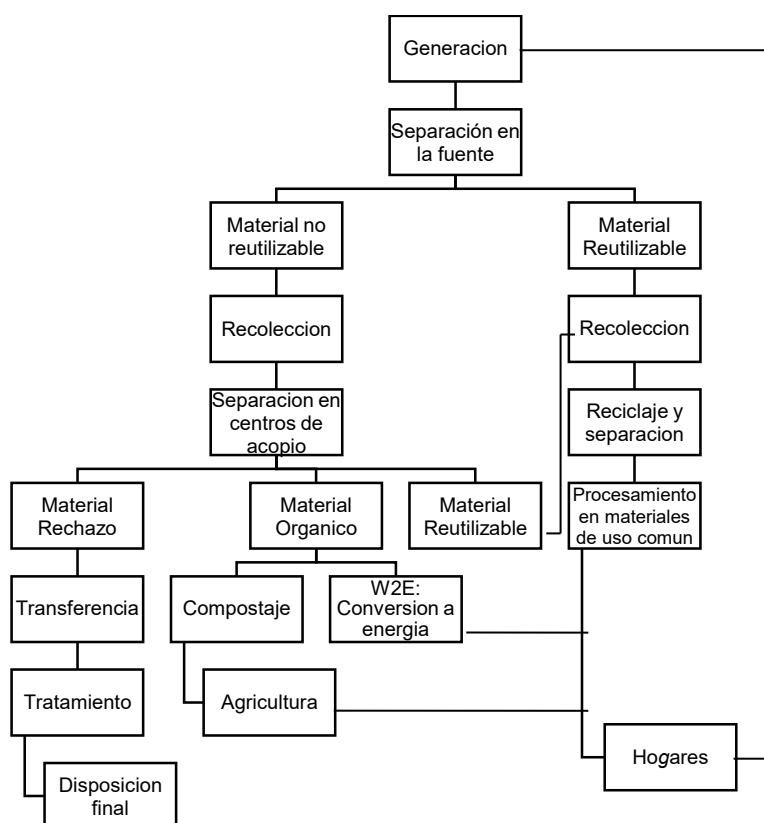 Generacion
Separación en
la fuente
Material no
reutilizable
Material
Reutilizable
Recoleccion
Recoleccion
Separacion en
centros de
acopio
Reciclaje y
separacion
Material
Rechazo
Material
Organico
Material
Reutilizable
Procesamiento
en materiales
de uso comun
Transferencia
Compostaje
W2E:
Conversion a
energia
Tratamiento
Agricultura
Hogares
Disposicion
final